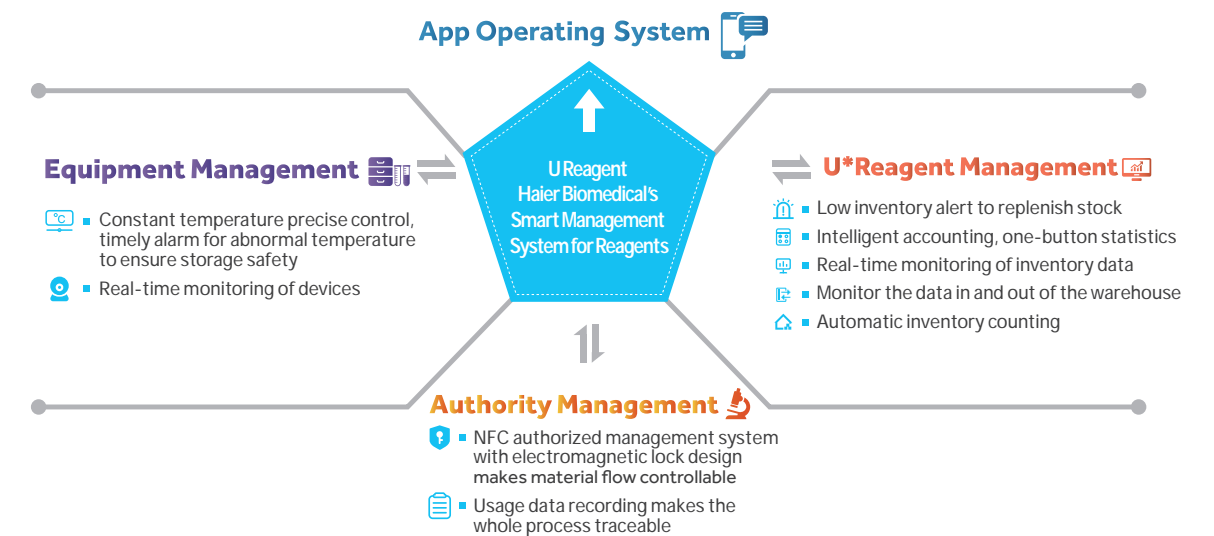 App Operating System
U Reagent
Haier Biomedical's
Smart Management
System for Reagents
Equipment Management
°C
Constant temperature precise control,
timely alarm for abnormal temperature
to ensure storage safety
Real-time monitoring of devices
U*Reagent Management
Low inventory alert to replenish stock
Intelligent accounting, one-button statistics
Real-time monitoring of inventory data
Monitor the data in and out of the warehouse
Automatic inventory counting
Authority Management
NFC authorized management system
with electromagnetic lock design
makes material flow controllable
Usage data recording makes the
whole process traceable